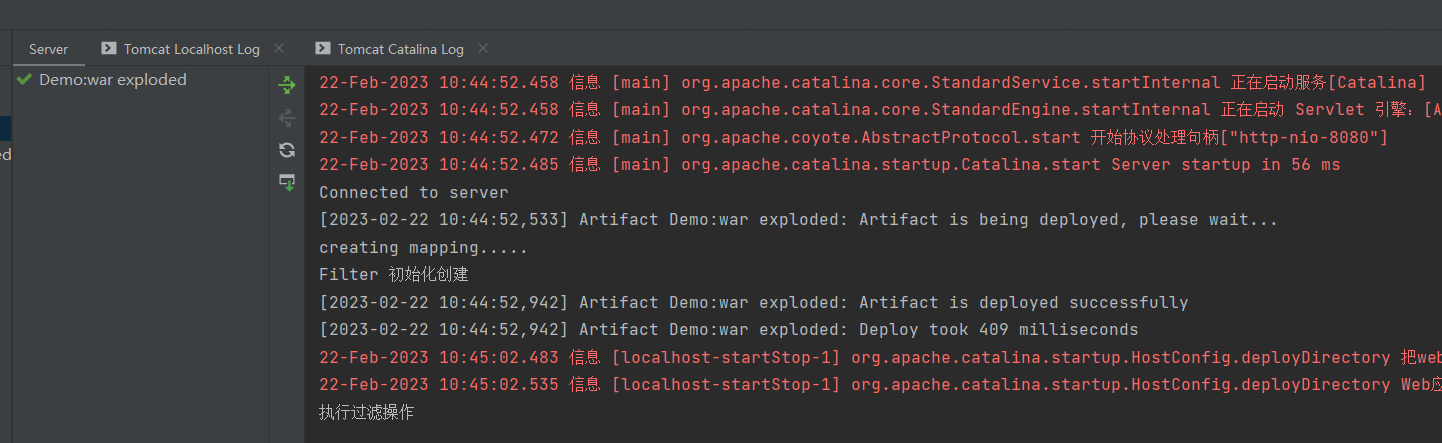 Server
Tomcat Localhost Log
Tomcat Catalina Log
Demo:war exploded
ed
22-Feb-2023 10:44:52.458 信息 [main] org.apache.catalina.core.StandardService.startInternal 正在启动服务[Catalina]
22-Feb-2023 10:44:52.458 信息 [main] org.apache.catalina.core.StandardEngine.startInternal 正在启动 Servlet 引擎：[A
22-Feb-2023 10:44:52.472 信息 [main] org.apache.coyote.AbstractProtocol.start 开始协议处理句柄["http-nio-8080"]
22-Feb-2023 10:44:52.485 信息 [main] org.apache.catalina.startup.Catalina.start Server startup in 56 ms
Connected to server
[2023-02-22 10:44:52,533] Artifact Demo:war exploded: Artifact is being deployed, please wait...
creating mapping.....
Filter 初始化创建
[2023-02-22 10:44:52,942] Artifact Demo:war exploded: Artifact is deployed successfully
[2023-02-22 10:44:52,942] Artifact Demo:war exploded: Deploy took 409 milliseconds
22-Feb-2023 10:45:02.483 信息 [localhost-startStop-1] org.apache.catalina.startup.HostConfig.deployDirectory 把web
22-Feb-2023 10:45:02.535 信息 [localhost-startStop-1] org.apache.catalina.startup.HostConfig.deployDirectory Web应
执行过滤操作